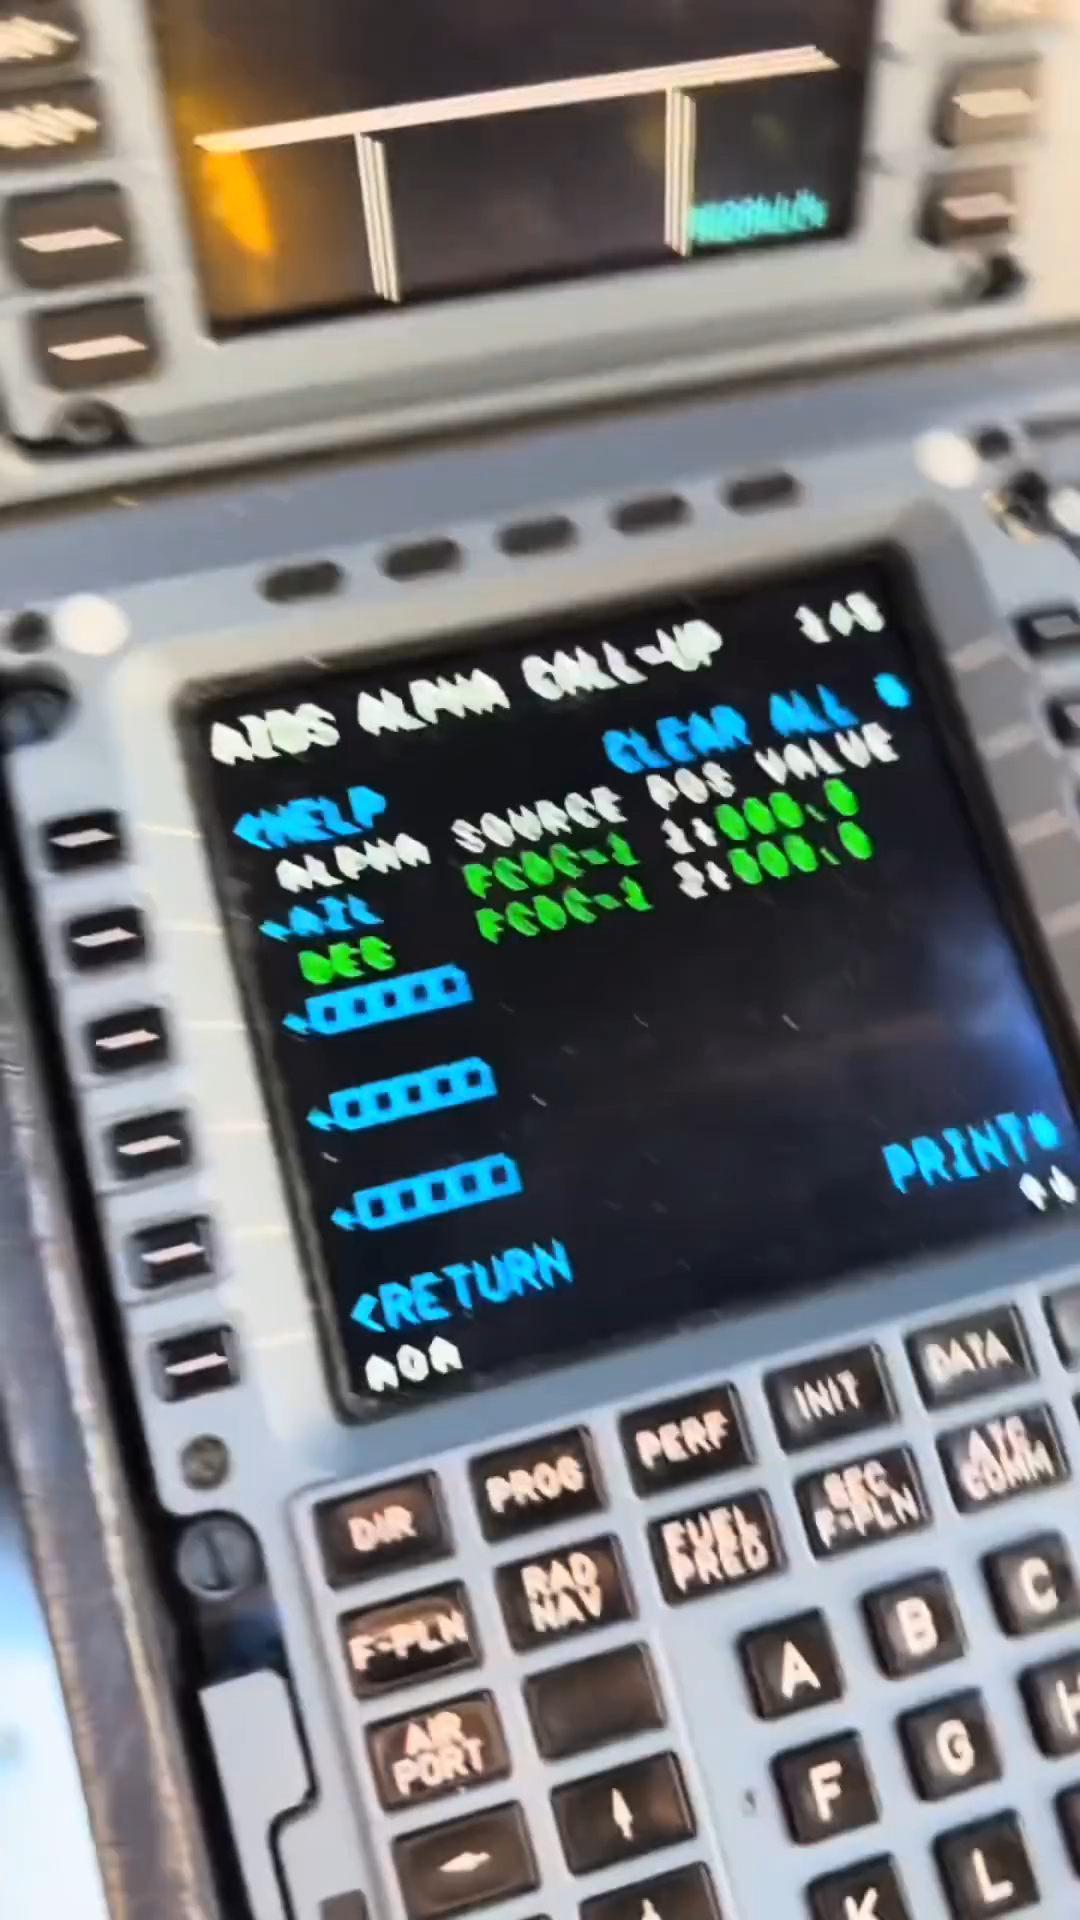 AIDS ALPHA CALL-UP 1/5
CLEAR ALL *
<HELP
ALPHA SOURCE POS VALUE
←AIL FCDC-1 1:000.0
DEG FCDC-1 2:000.0
←□□□□□
←□□□□□
←□□□□□
PRINT*
<RETURN ↑↓
AOA
DIR PROG PERF INIT DATA
F-PLN RAD NAV FUEL PRED SEC F-PLN ATC COMM
AIR PORT
A B C
F G H
K L